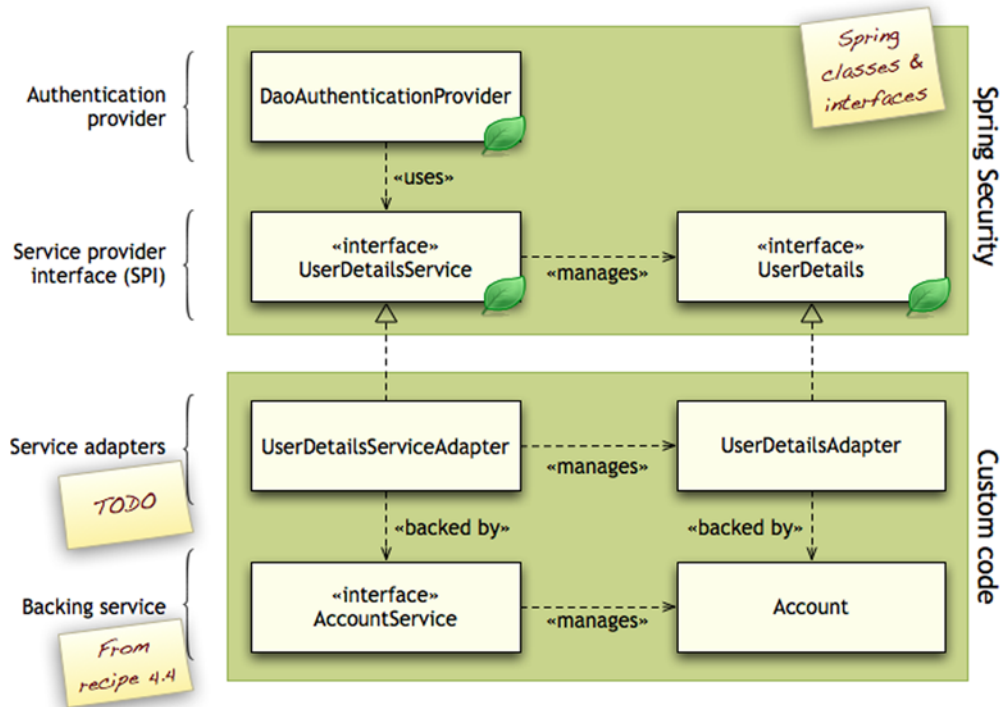 Spring
classes &
interfaces
Authentication
provider
DaoAuthenticationProvider
Spring Security
«uses»
Service provider
interface (SPI)
«interface»
UserDetailsService
«manages»
«interface»
UserDetails
Service adapters
UserDetailsServiceAdapter
«manages»
UserDetailsAdapter
Custom code
TODO
«backed by»
«backed by»
Backing service
«interface»
AccountService
«manages»
Account
From
recipe 4.4